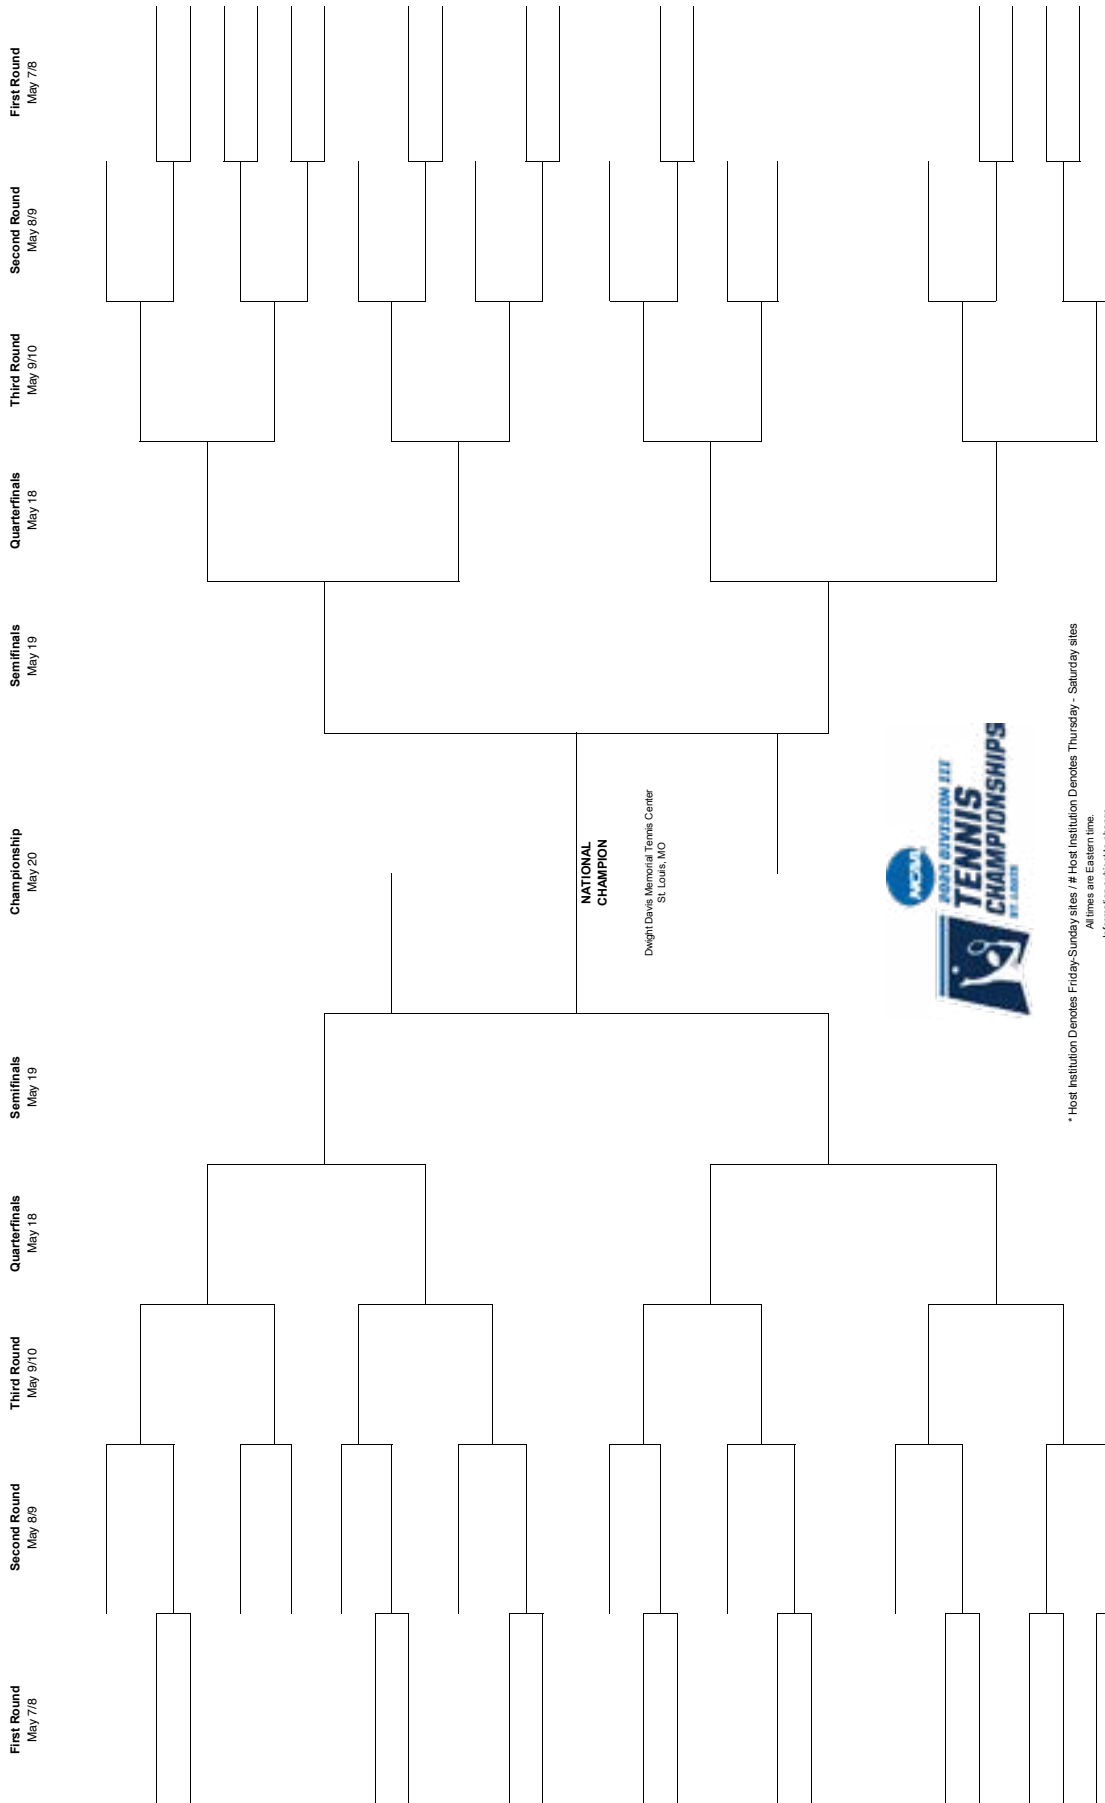 First Round
May 7/8
Second Round
May 8/9
Third Round
May 9/10
Quarterfinals
May 18
Semifinals
May 19
Championship
May 20
Semifinals
May 19
Quarterfinals
May 18
Third Round
May 9/10
Second Round
May 8/9
First Round
May 7/8
NATIONAL
CHAMPION
Dwight Davis Memorial Tennis Center
St. Louis, MO
NCAA
2020 DIVISION III
TENNIS
CHAMPIONSHIPS
ST. LOUIS
* Host Institution Denotes Friday-Sunday sites / # Host Institution Denotes Thursday - Saturday sites
All times are Eastern time.